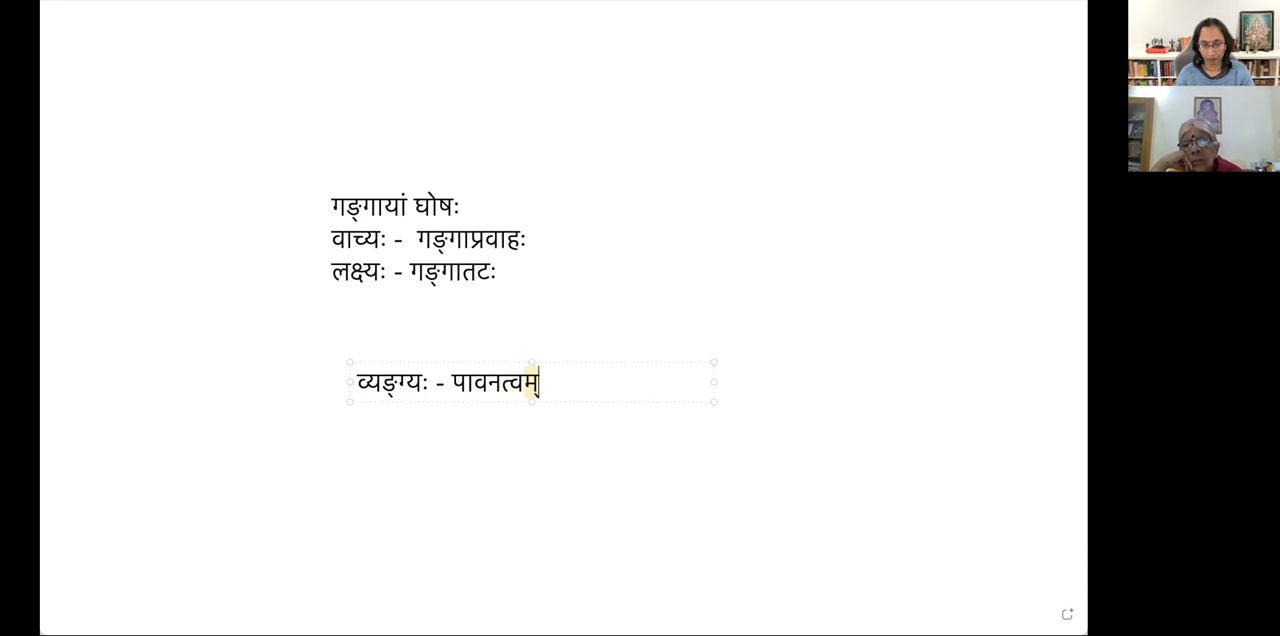 गङ्गायां घोषः
वाच्यः -  गङ्गाप्रवाहः
लक्ष्यः - गङ्गातटः
व्यङ्ग्यः - पावनत्वम्